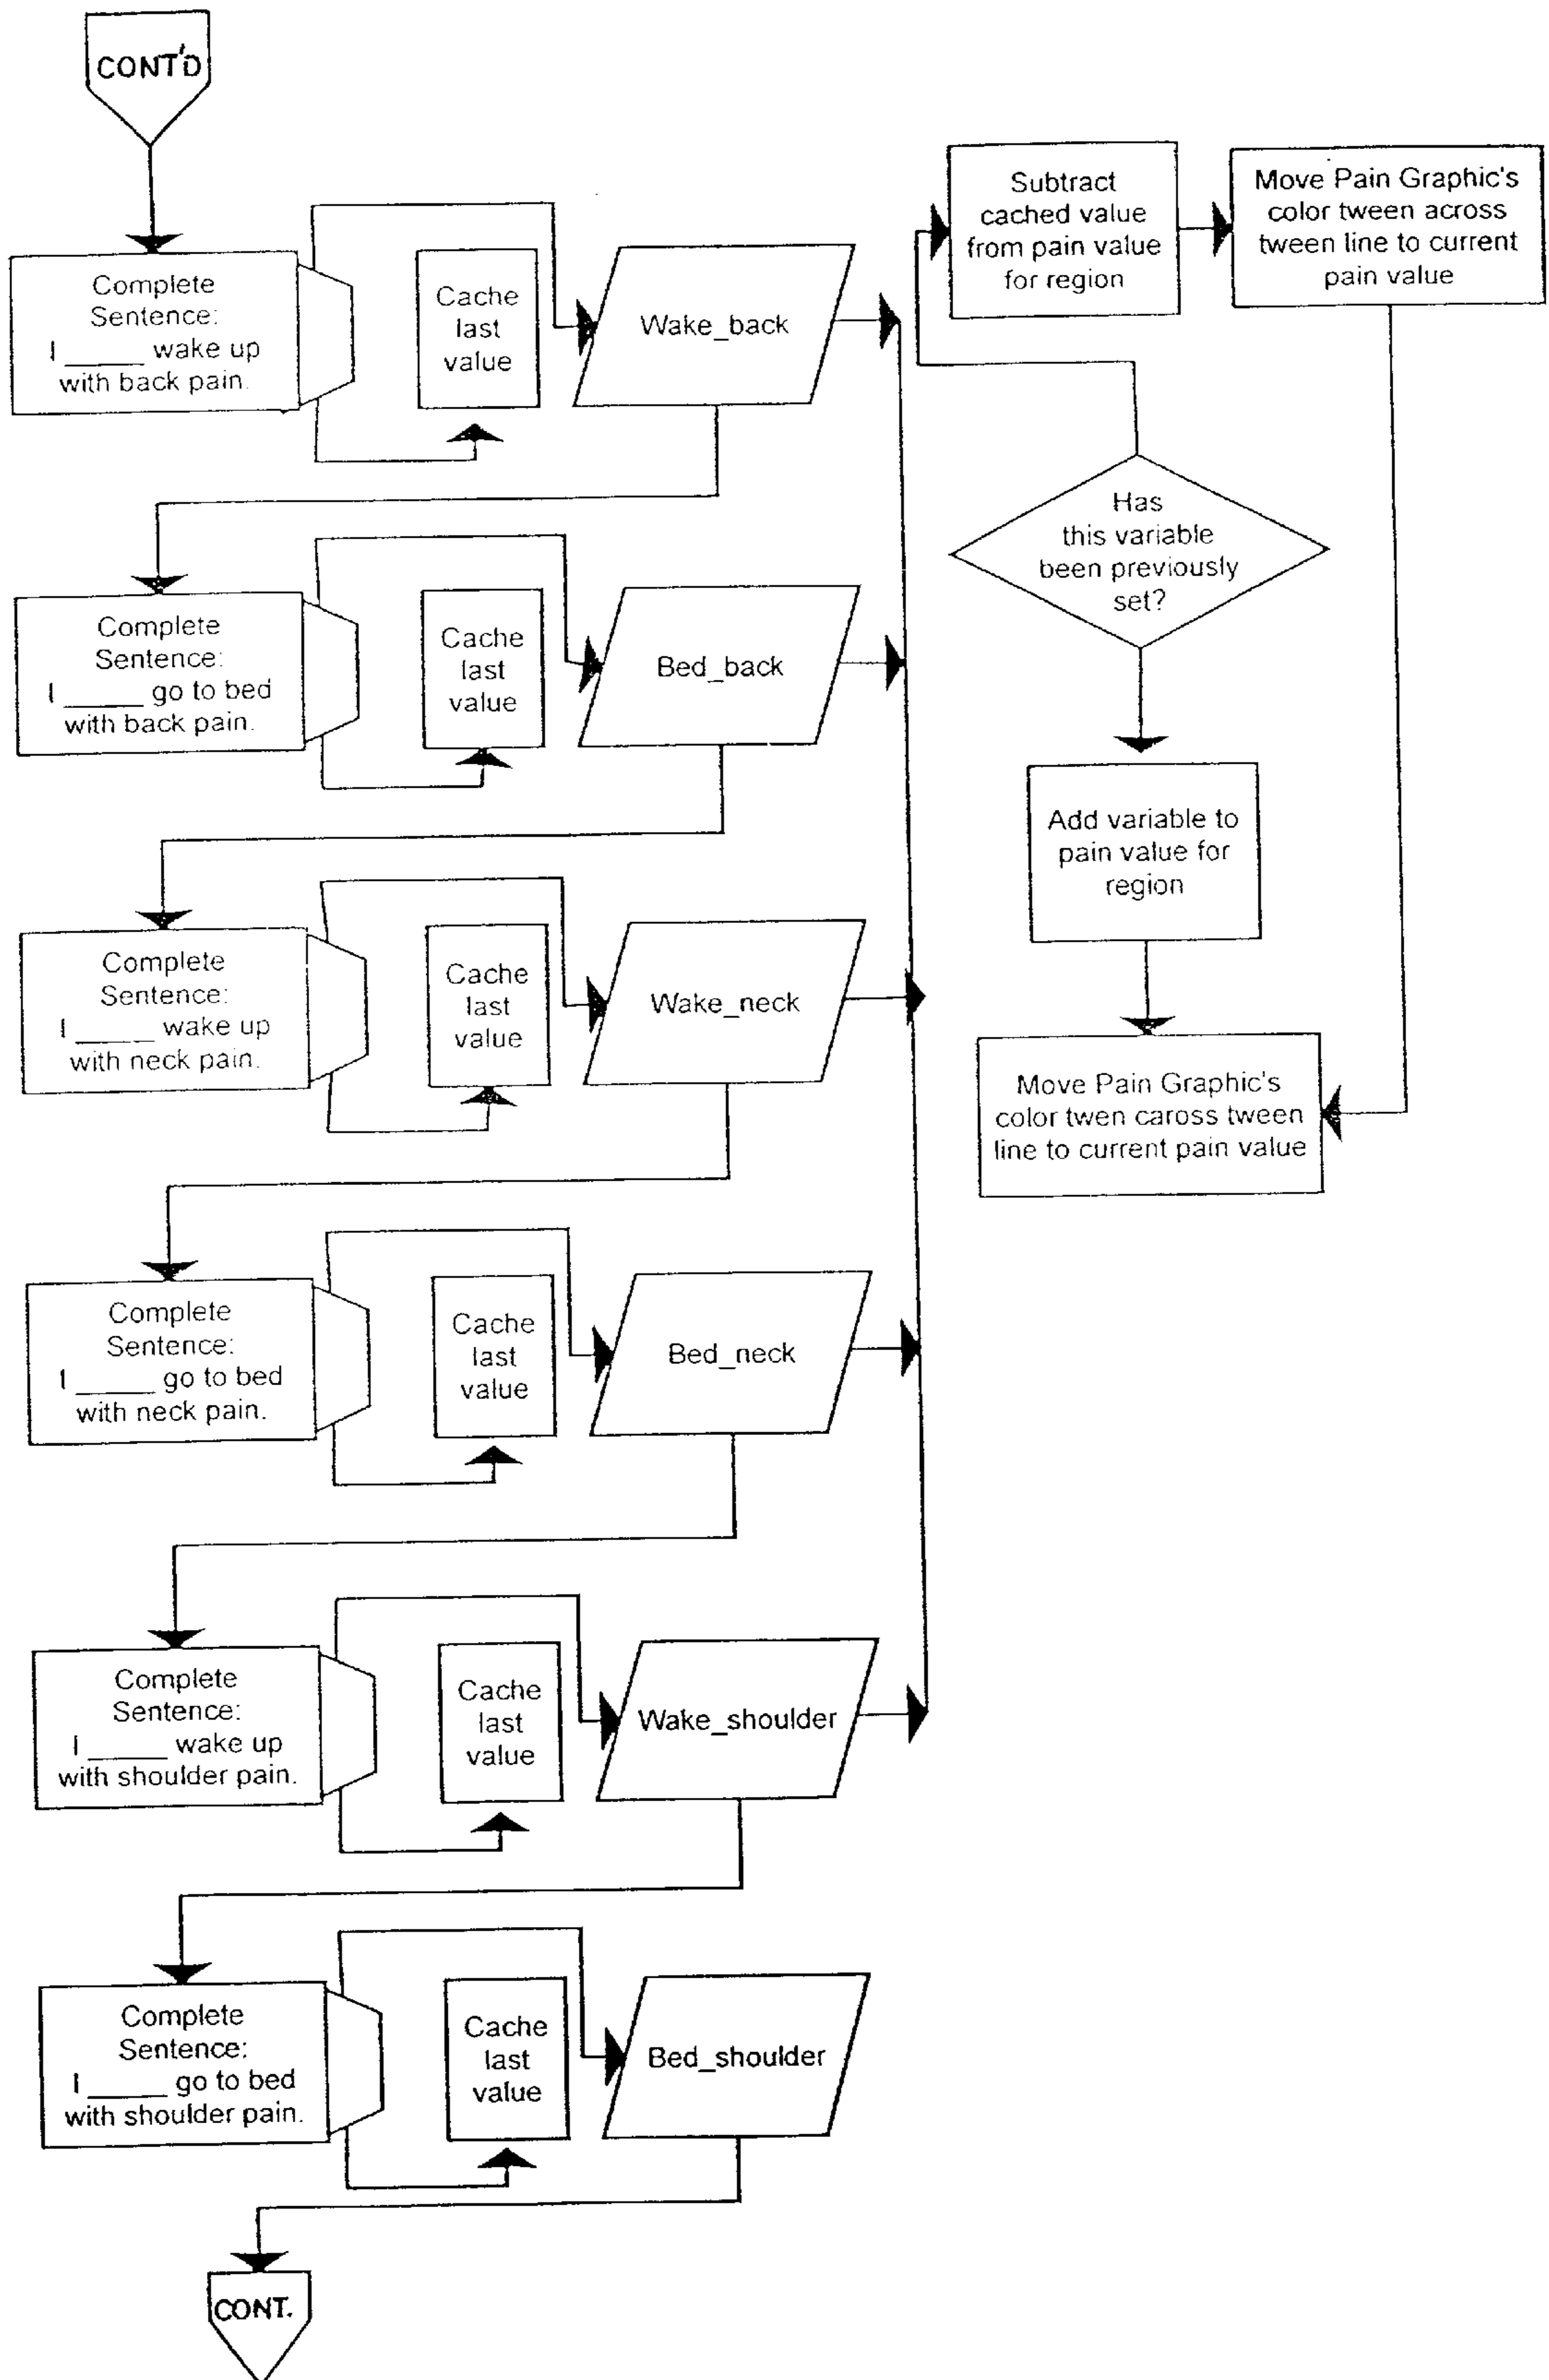 CONT'D
Complete
Sentence:
I _____ wake up
with back pain.
Cache
last
value
Wake_back
Subtract
cached value
from pain value
for region
Move Pain Graphic's
color tween across
tween line to current
pain value
Has
this variable
been previously
set?
Complete
Sentence:
I _____ go to bed
with back pain.
Cache
last
value
Bed_back
Add variable to
pain value for
region
Complete
Sentence:
I _____ wake up
with neck pain.
Cache
last
value
Wake_neck
Move Pain Graphic's
color twen caross tween
line to current pain value
Complete
Sentence:
I _____ go to bed
with neck pain.
Cache
last
value
Bed_neck
Complete
Sentence:
I _____ wake up
with shoulder pain.
Cache
last
value
Wake_shoulder
Complete
Sentence:
I _____ go to bed
with shoulder pain.
Cache
last
value
Bed_shoulder
CONT.